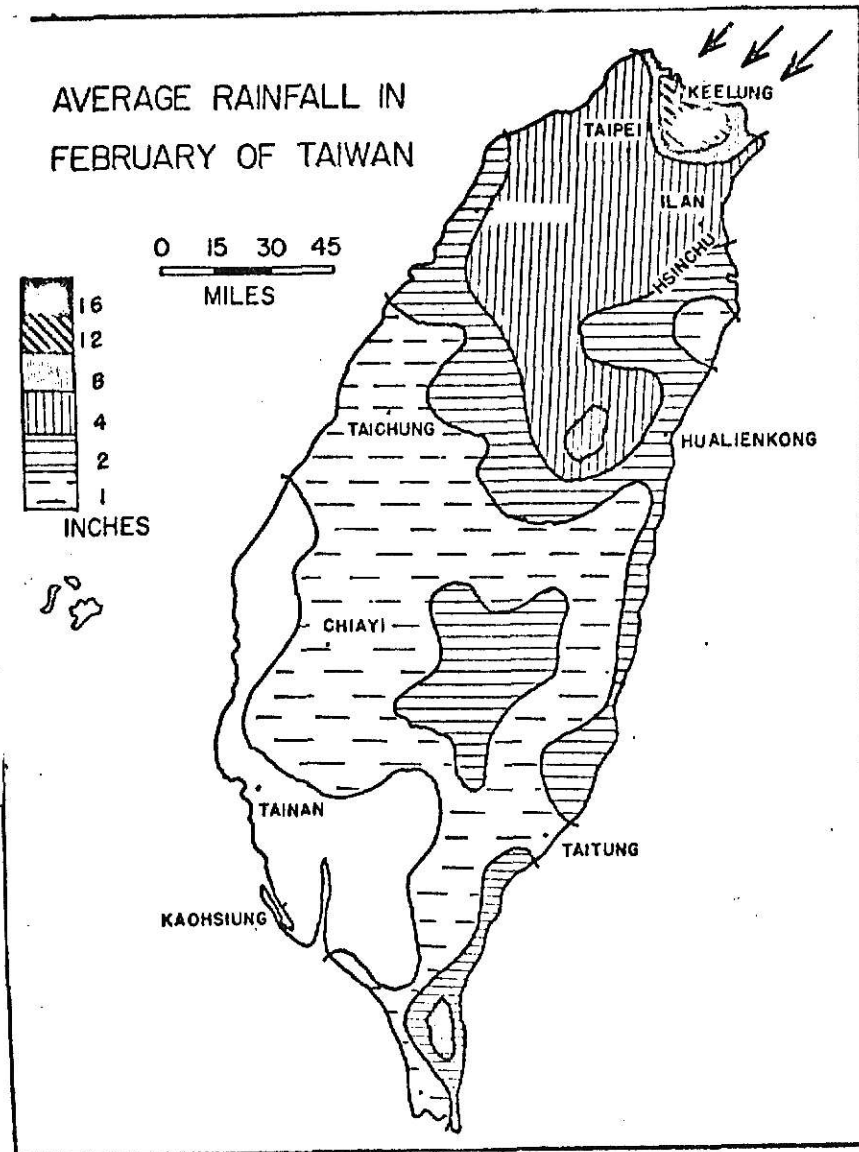 AVERAGE RAINFALL IN
FEBRUARY OF TAIWAN
0 15 30 45
MILES
16
12
8
4
2
1
INCHES
KEELUNG
TAIPEI
ILAN
HSINCHU
TAICHUNG
HUALIENKONG
CHIAYI
TAINAN
TAITUNG
KAOHSIUNG